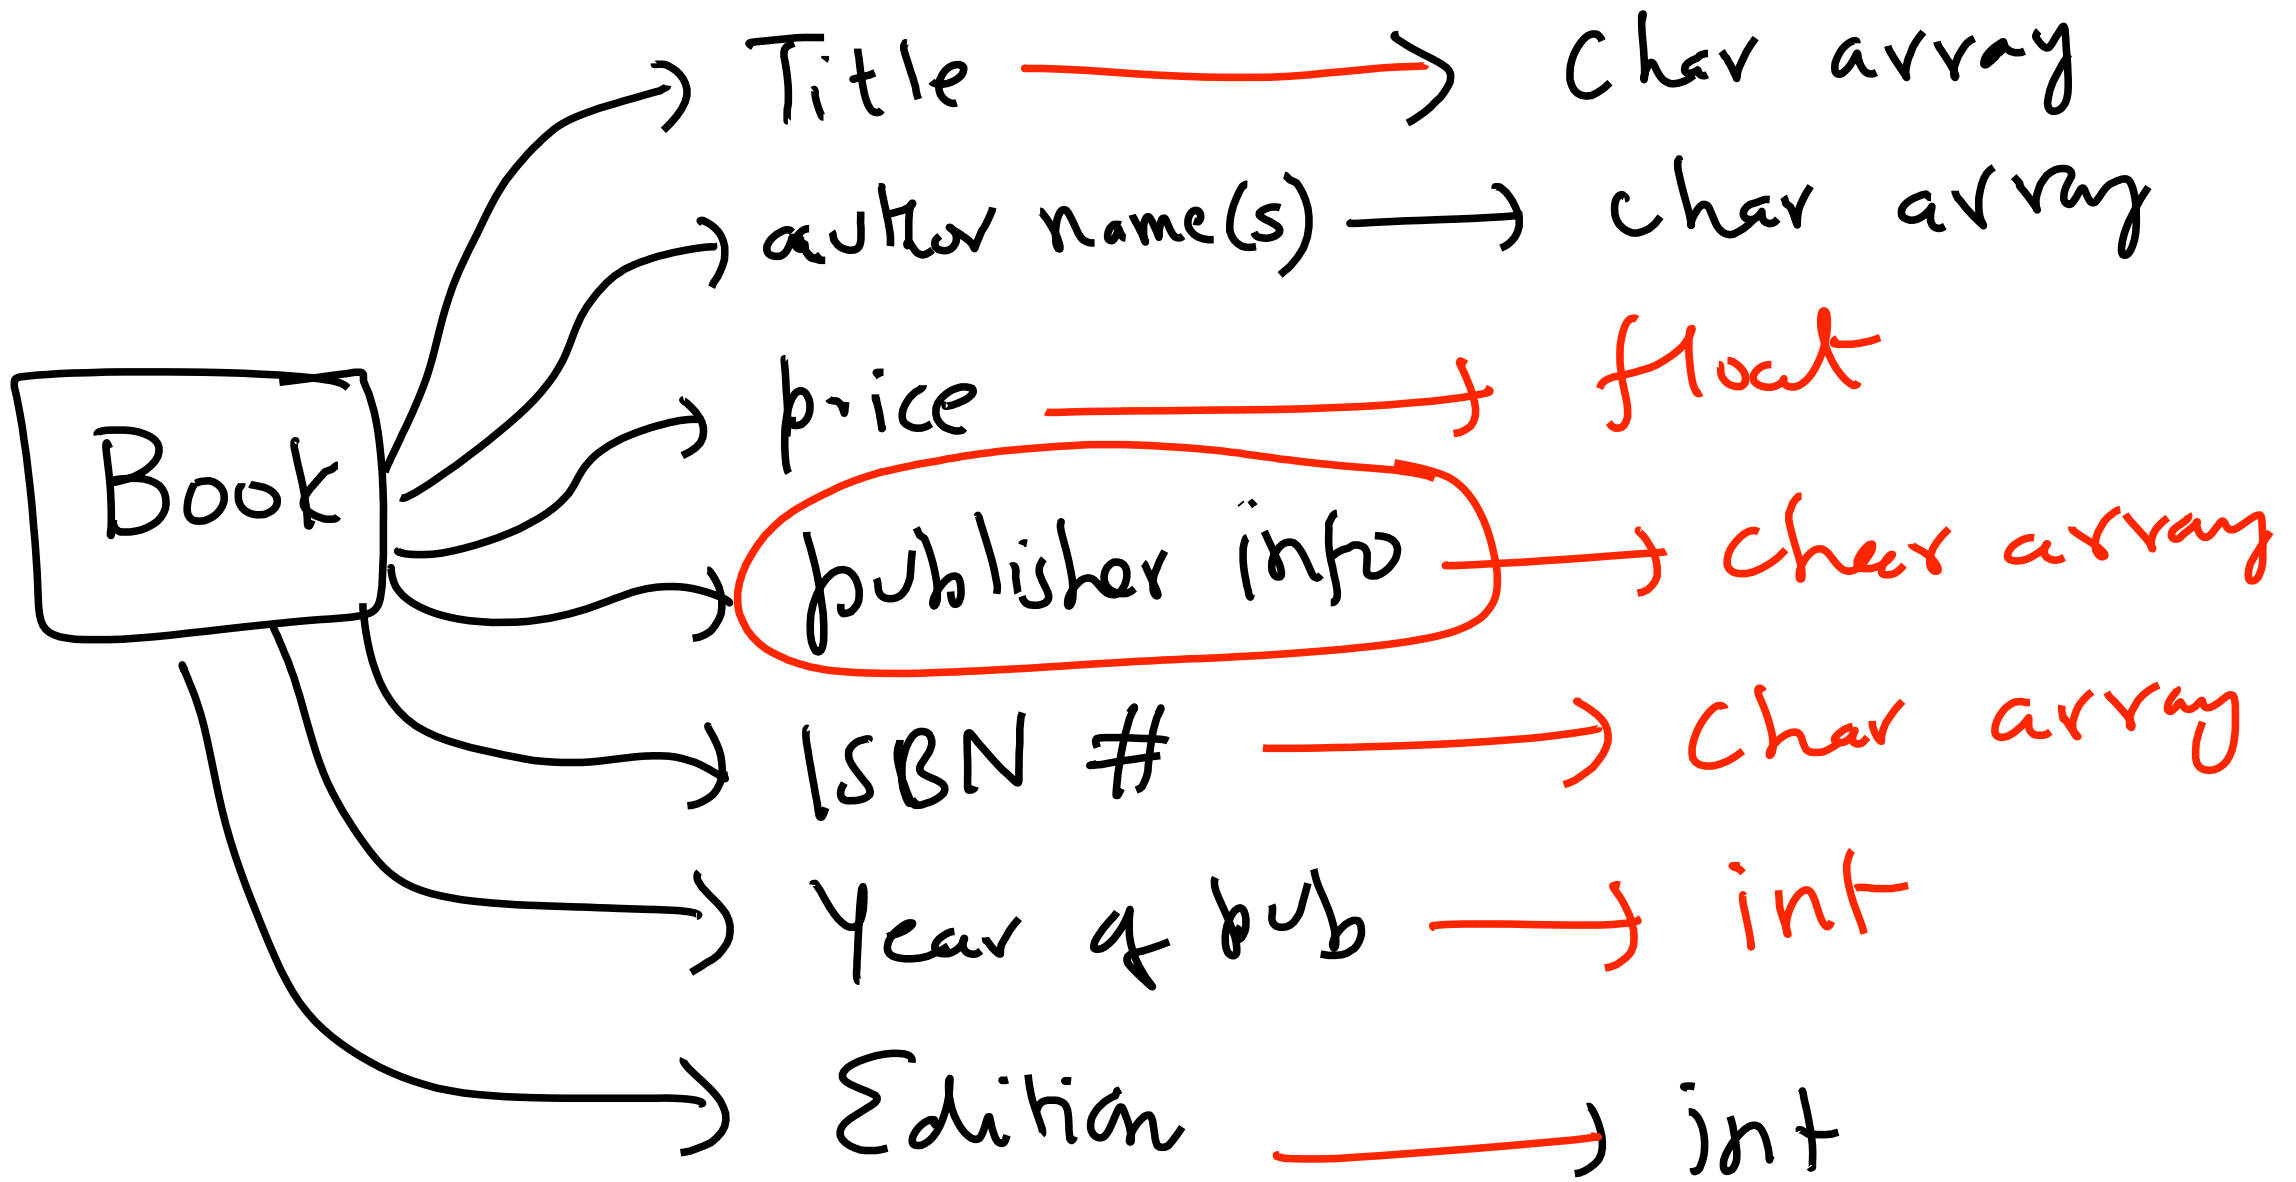 Title char array
author name(s) char array
price float
Book
publisher info char array
ISBN # char array
Year of pub int
Edition int